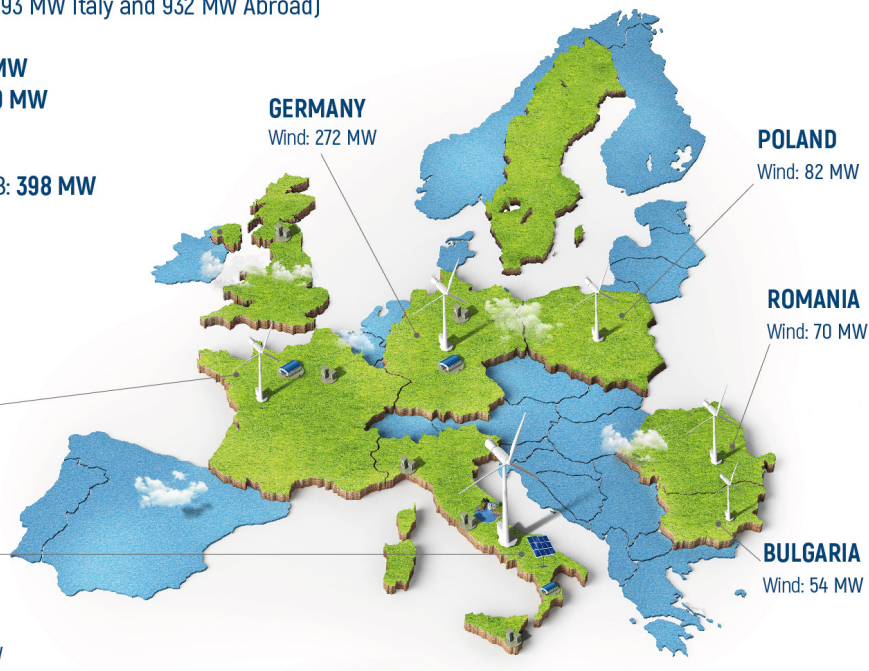 93 MW Italy and 932 MW Abroad)
MW
0 MW
GERMANY
Wind: 272 MW
POLAND
Wind: 82 MW
398 MW
ROMANIA
Wind: 70 MW
BULGARIA
Wind: 54 MW